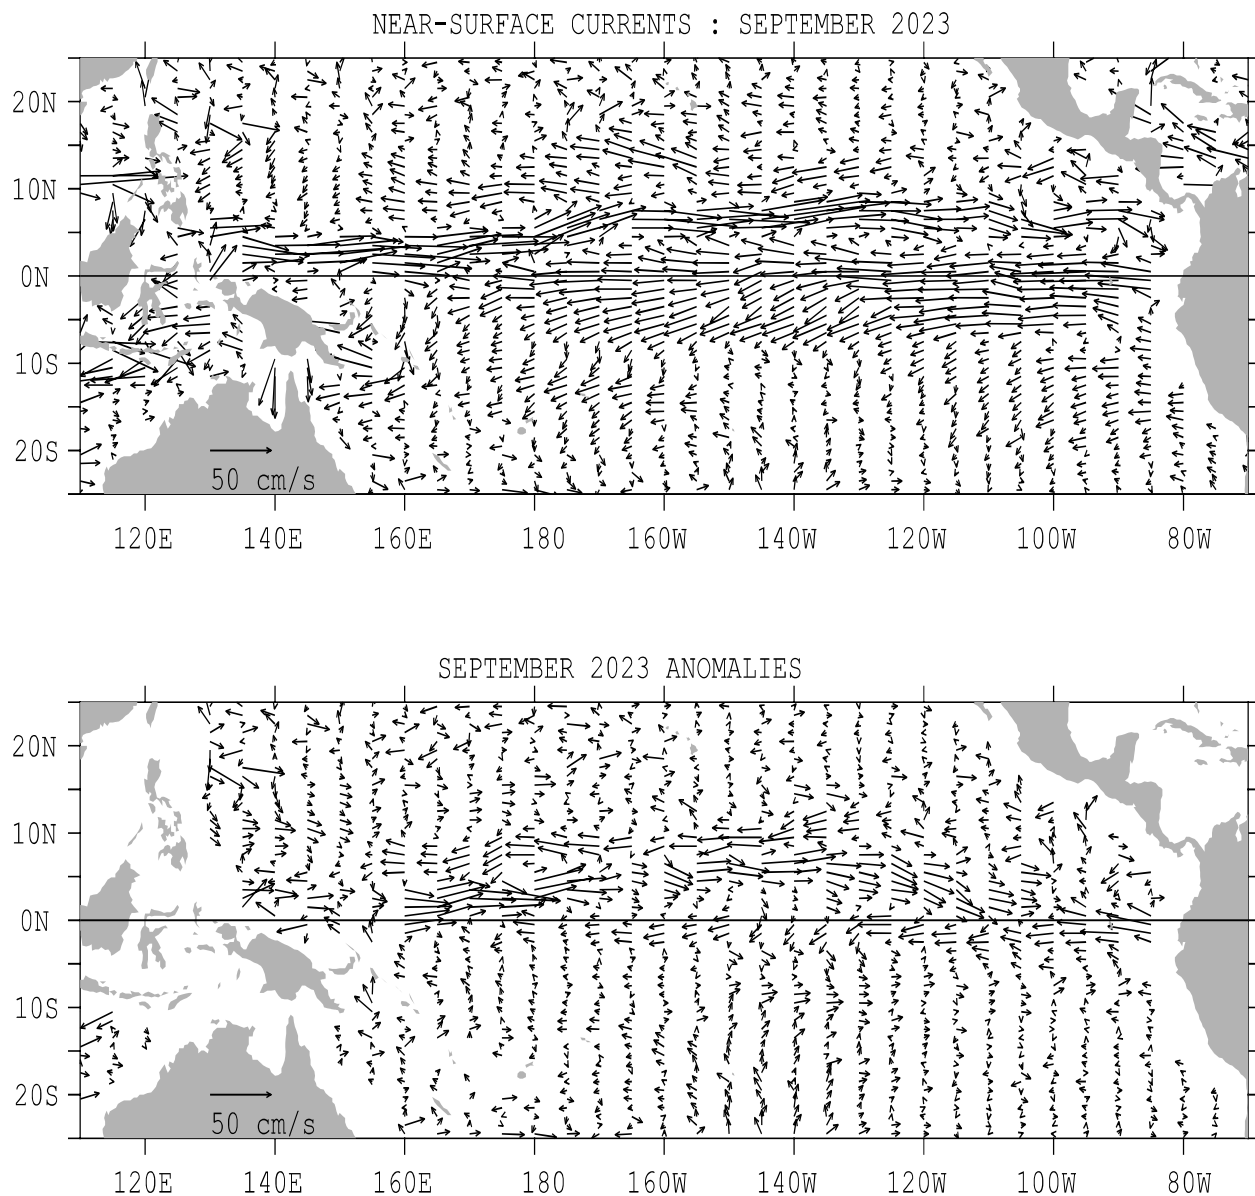 NEAR-SURFACE CURRENTS : SEPTEMBER 2023
20N
10N
0N
10S
20S
50 cm/s
120E 140E 160E 180 160W 140W 120W 100W 80W
SEPTEMBER 2023 ANOMALIES
20N
10N
0N
10S
20S
50 cm/s
120E 140E 160E 180 160W 140W 120W 100W 80W